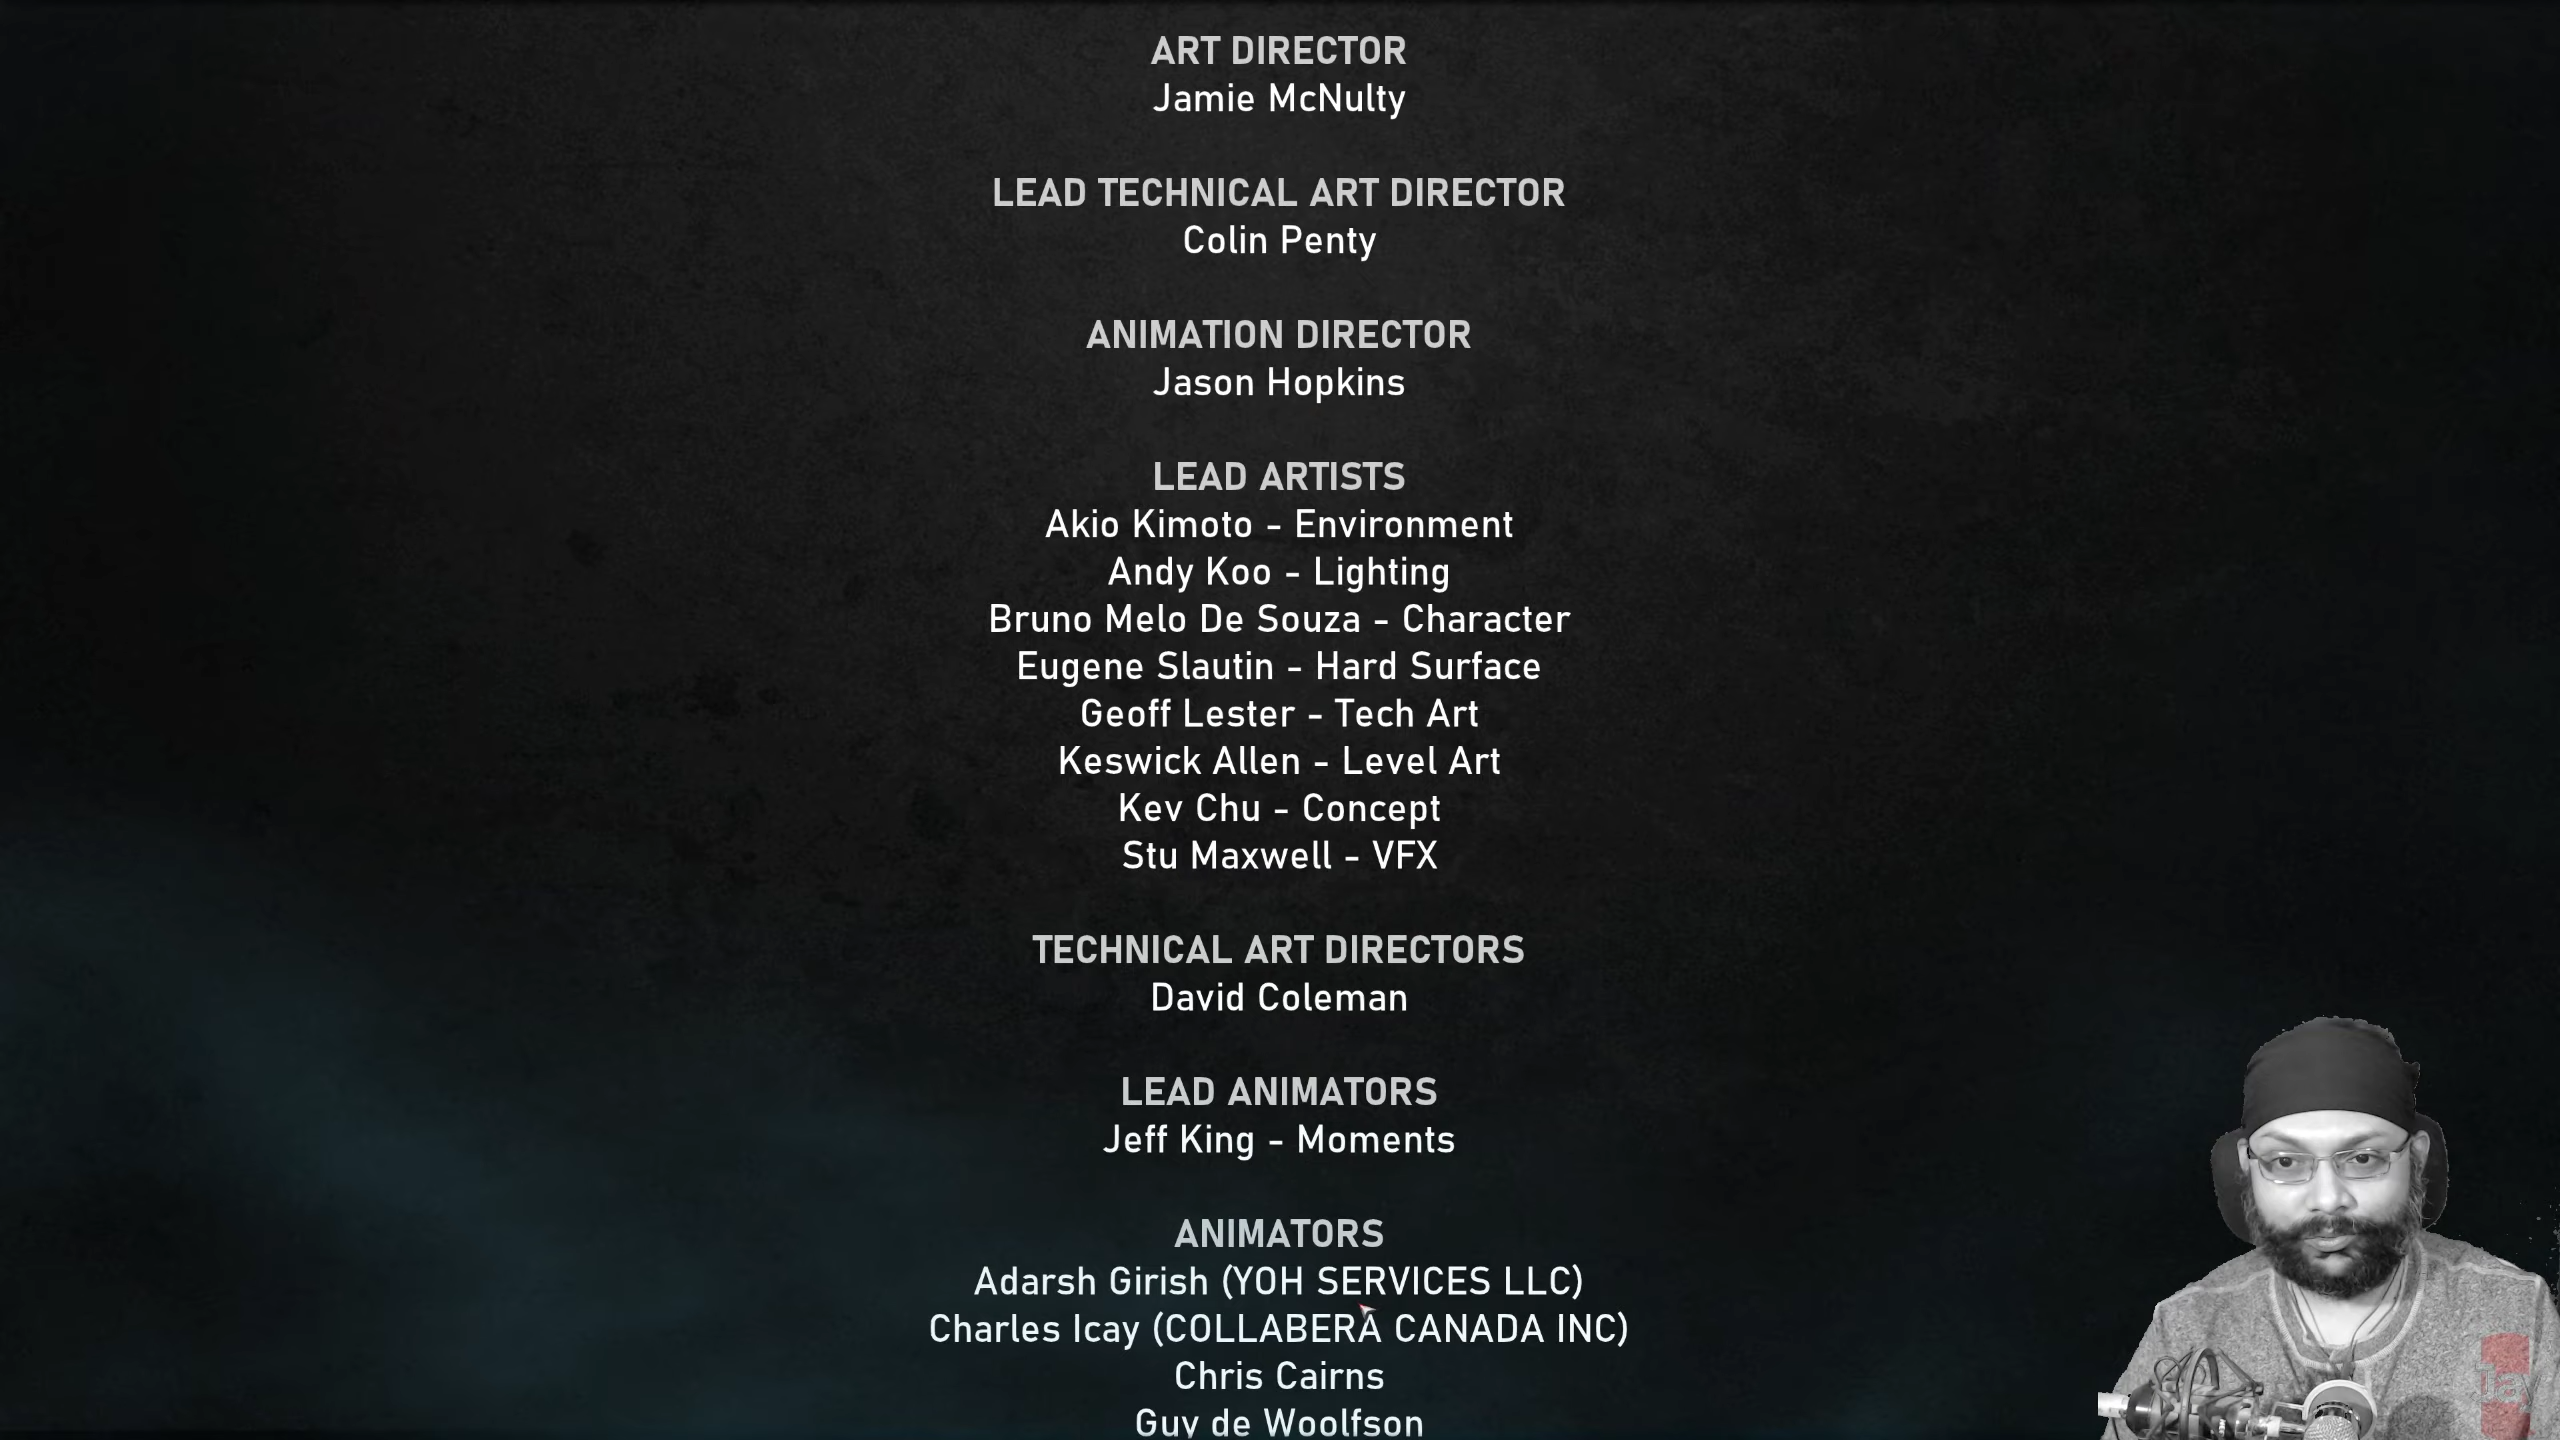 ART DIRECTOR
Jamie McNulty
LEAD TECHNICAL ART DIRECTOR
Colin Penty
ANIMATION DIRECTOR
Jason Hopkins
LEAD ARTISTS
Akio Kimoto - Environment
Andy Koo - Lighting
Bruno Melo De Souza - Character
Eugene Slautin - Hard Surface
Geoff Lester - Tech Art
Keswick Allen - Level Art
Kev Chu - Concept
Stu Maxwell - VFX
TECHNICAL ART DIRECTORS
David Coleman
LEAD ANIMATORS
Jeff King - Moments
ANIMATORS
Adarsh Girish (YOH SERVICES LLC)
Charles Icay (COLLABERA CANADA INC)
Chris Cairns
Guy de Woolfson